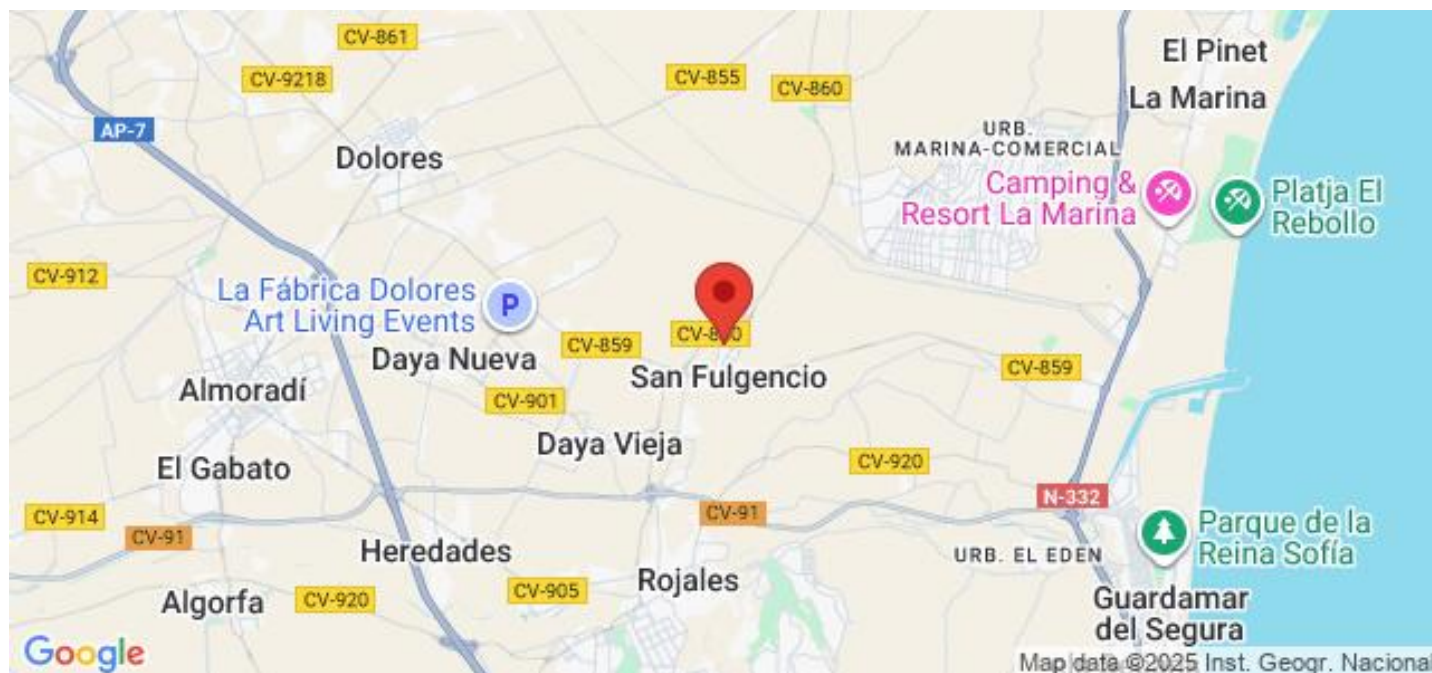 CV-861
El Pinet
CV-9218
CV-855
CV-860
La Marina
AP-7
URB.
MARINA-COMERCIAL
Dolores
Camping &
Resort La Marina
Platja El
Rebollo
CV-912
La Fábrica Dolores
Art Living Events
P
CV-859
Daya Nueva
San Fulgencio
CV-859
Almoradí
CV-901
Daya Vieja
El Gabato
CV-920
N-332
CV-914
CV-91
CV-91
Parque de la
Reina Sofía
Heredades
URB. EL EDEN
Rojales
Algorfa
CV-920
CV-905
Guardamar
del Segura
Google
Map data ©2025 Inst. Geogr. Nacional